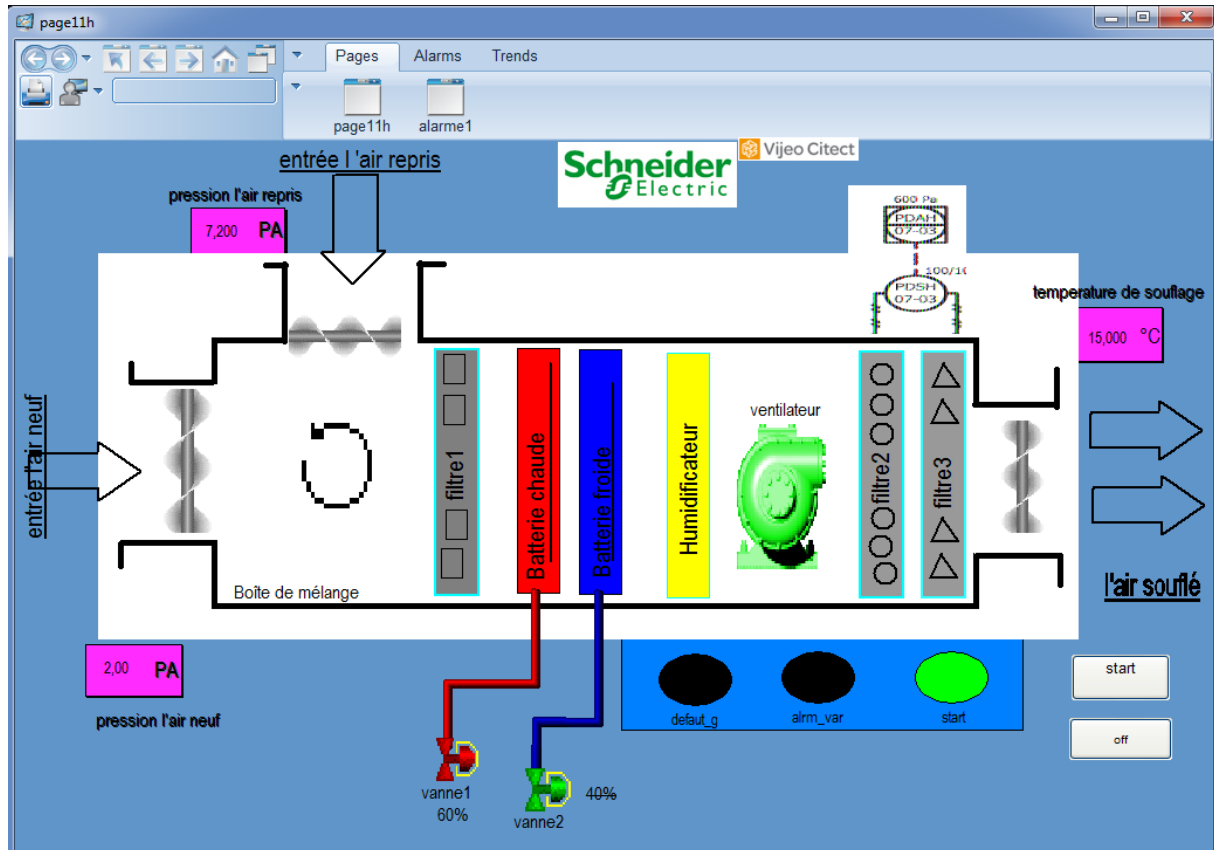 page11h
Pages Alarms Trends
page11h alarme1
entrée l 'air repris
Schneider
Electric
Vijeo Citect
pression l'air repris
7,200 PA
600 Pa
PDAH
07-03
100/10
PDSH
07-03
temperature de souflage
15,000 °C
entrée l'air neuf
filtre1
Batterie chaude
Batterie froide
Humidificateur
ventilateur
filtre2
filtre3
Boîte de mélange
l'air souflé
2,00 PA
pression l'air neuf
defaut_g alrm_var start
start
off
vanne1
60%
vanne2
40%